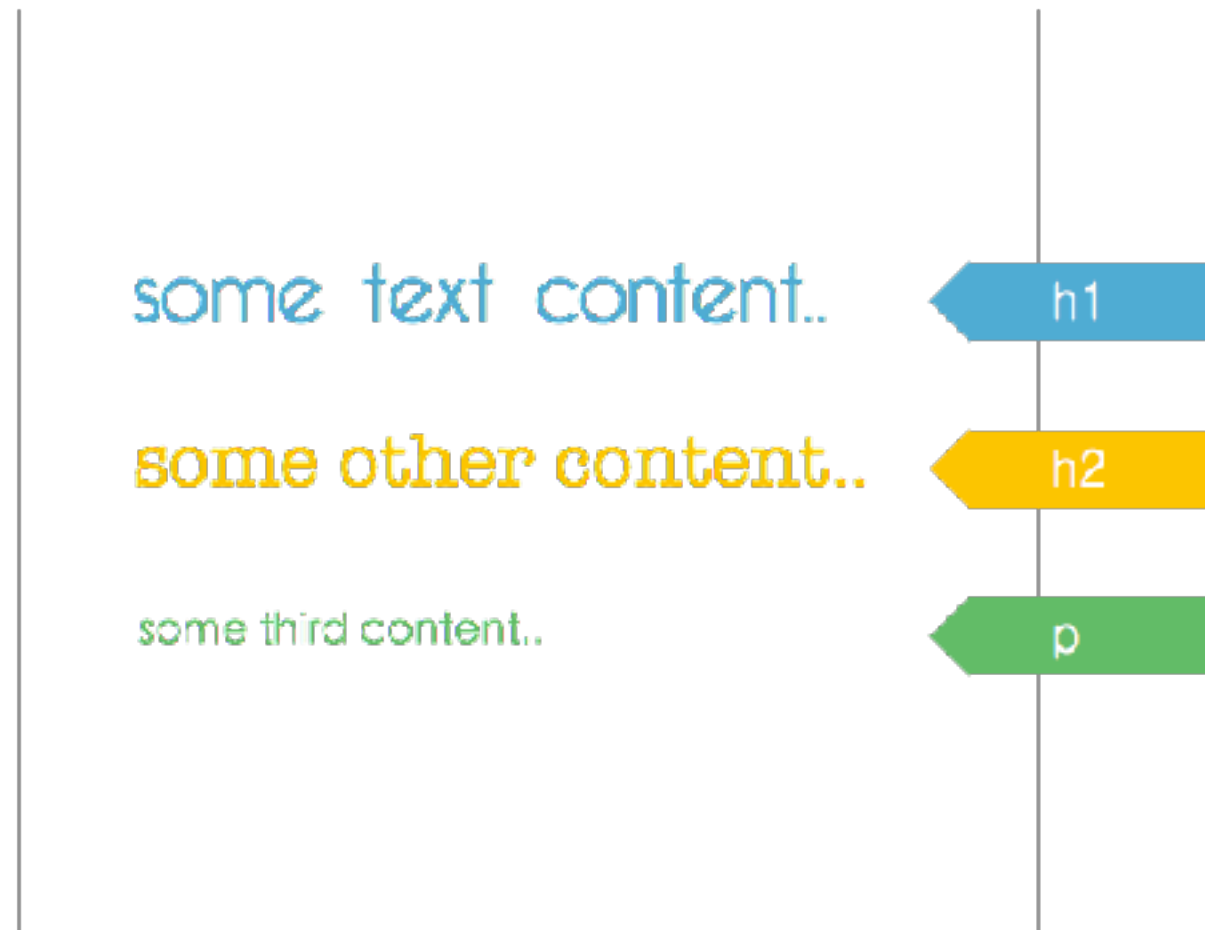 some text content..
h1
some other content..
h2
some third content..
p